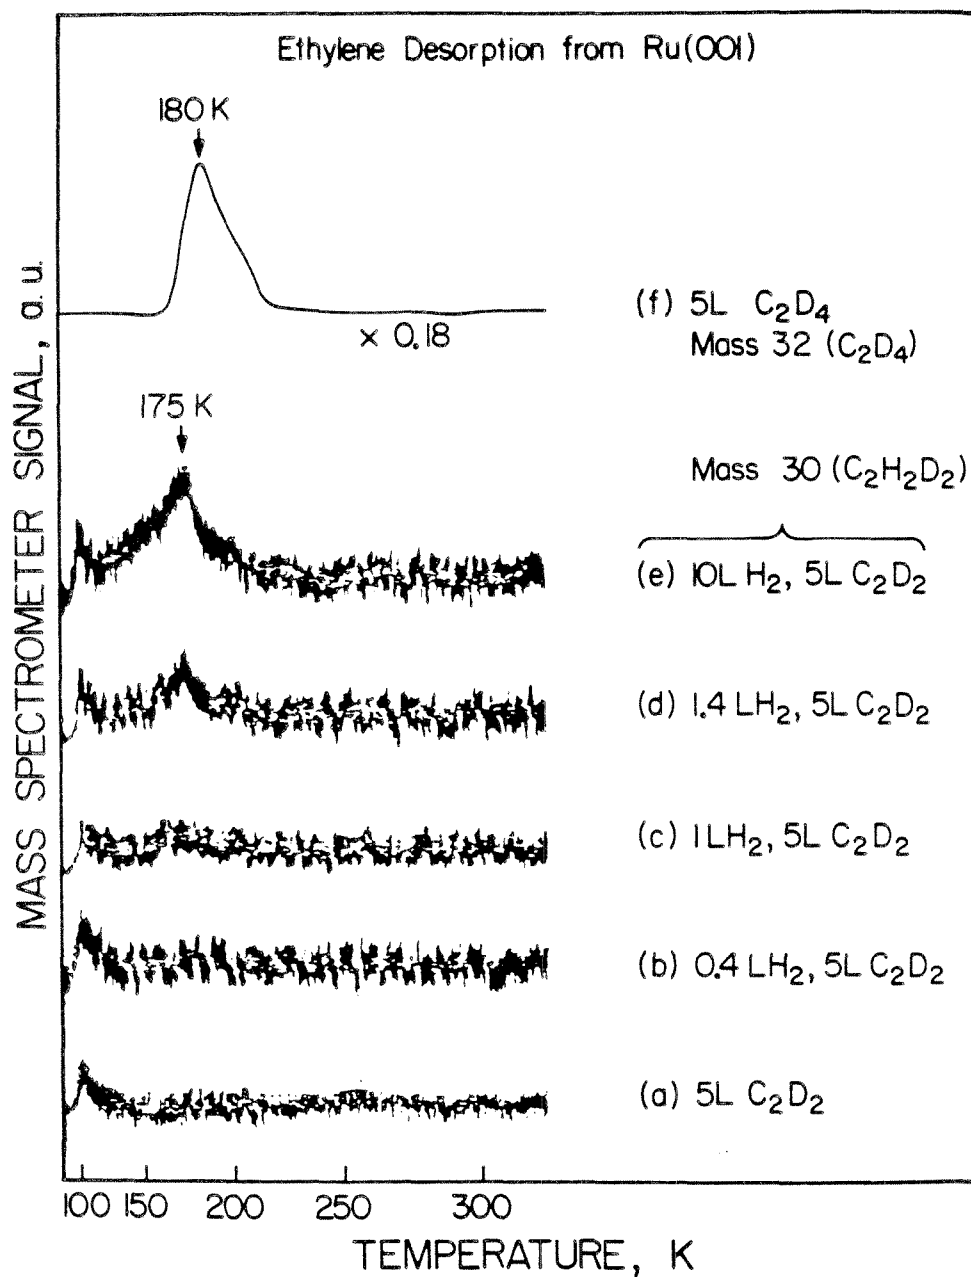 Ethylene Desorption from Ru(001)
180 K
× 0.18
(f) 5L C₂D₄
Mass 32 (C₂D₄)
175 K
Mass 30 (C₂H₂D₂)
(e) 10L H₂, 5L C₂D₂
(d) 1.4 LH₂, 5L C₂D₂
(c) 1 LH₂, 5L C₂D₂
(b) 0.4 LH₂, 5L C₂D₂
(a) 5L C₂D₂
MASS SPECTROMETER SIGNAL, a.u.
100 150 200 250 300
TEMPERATURE, K